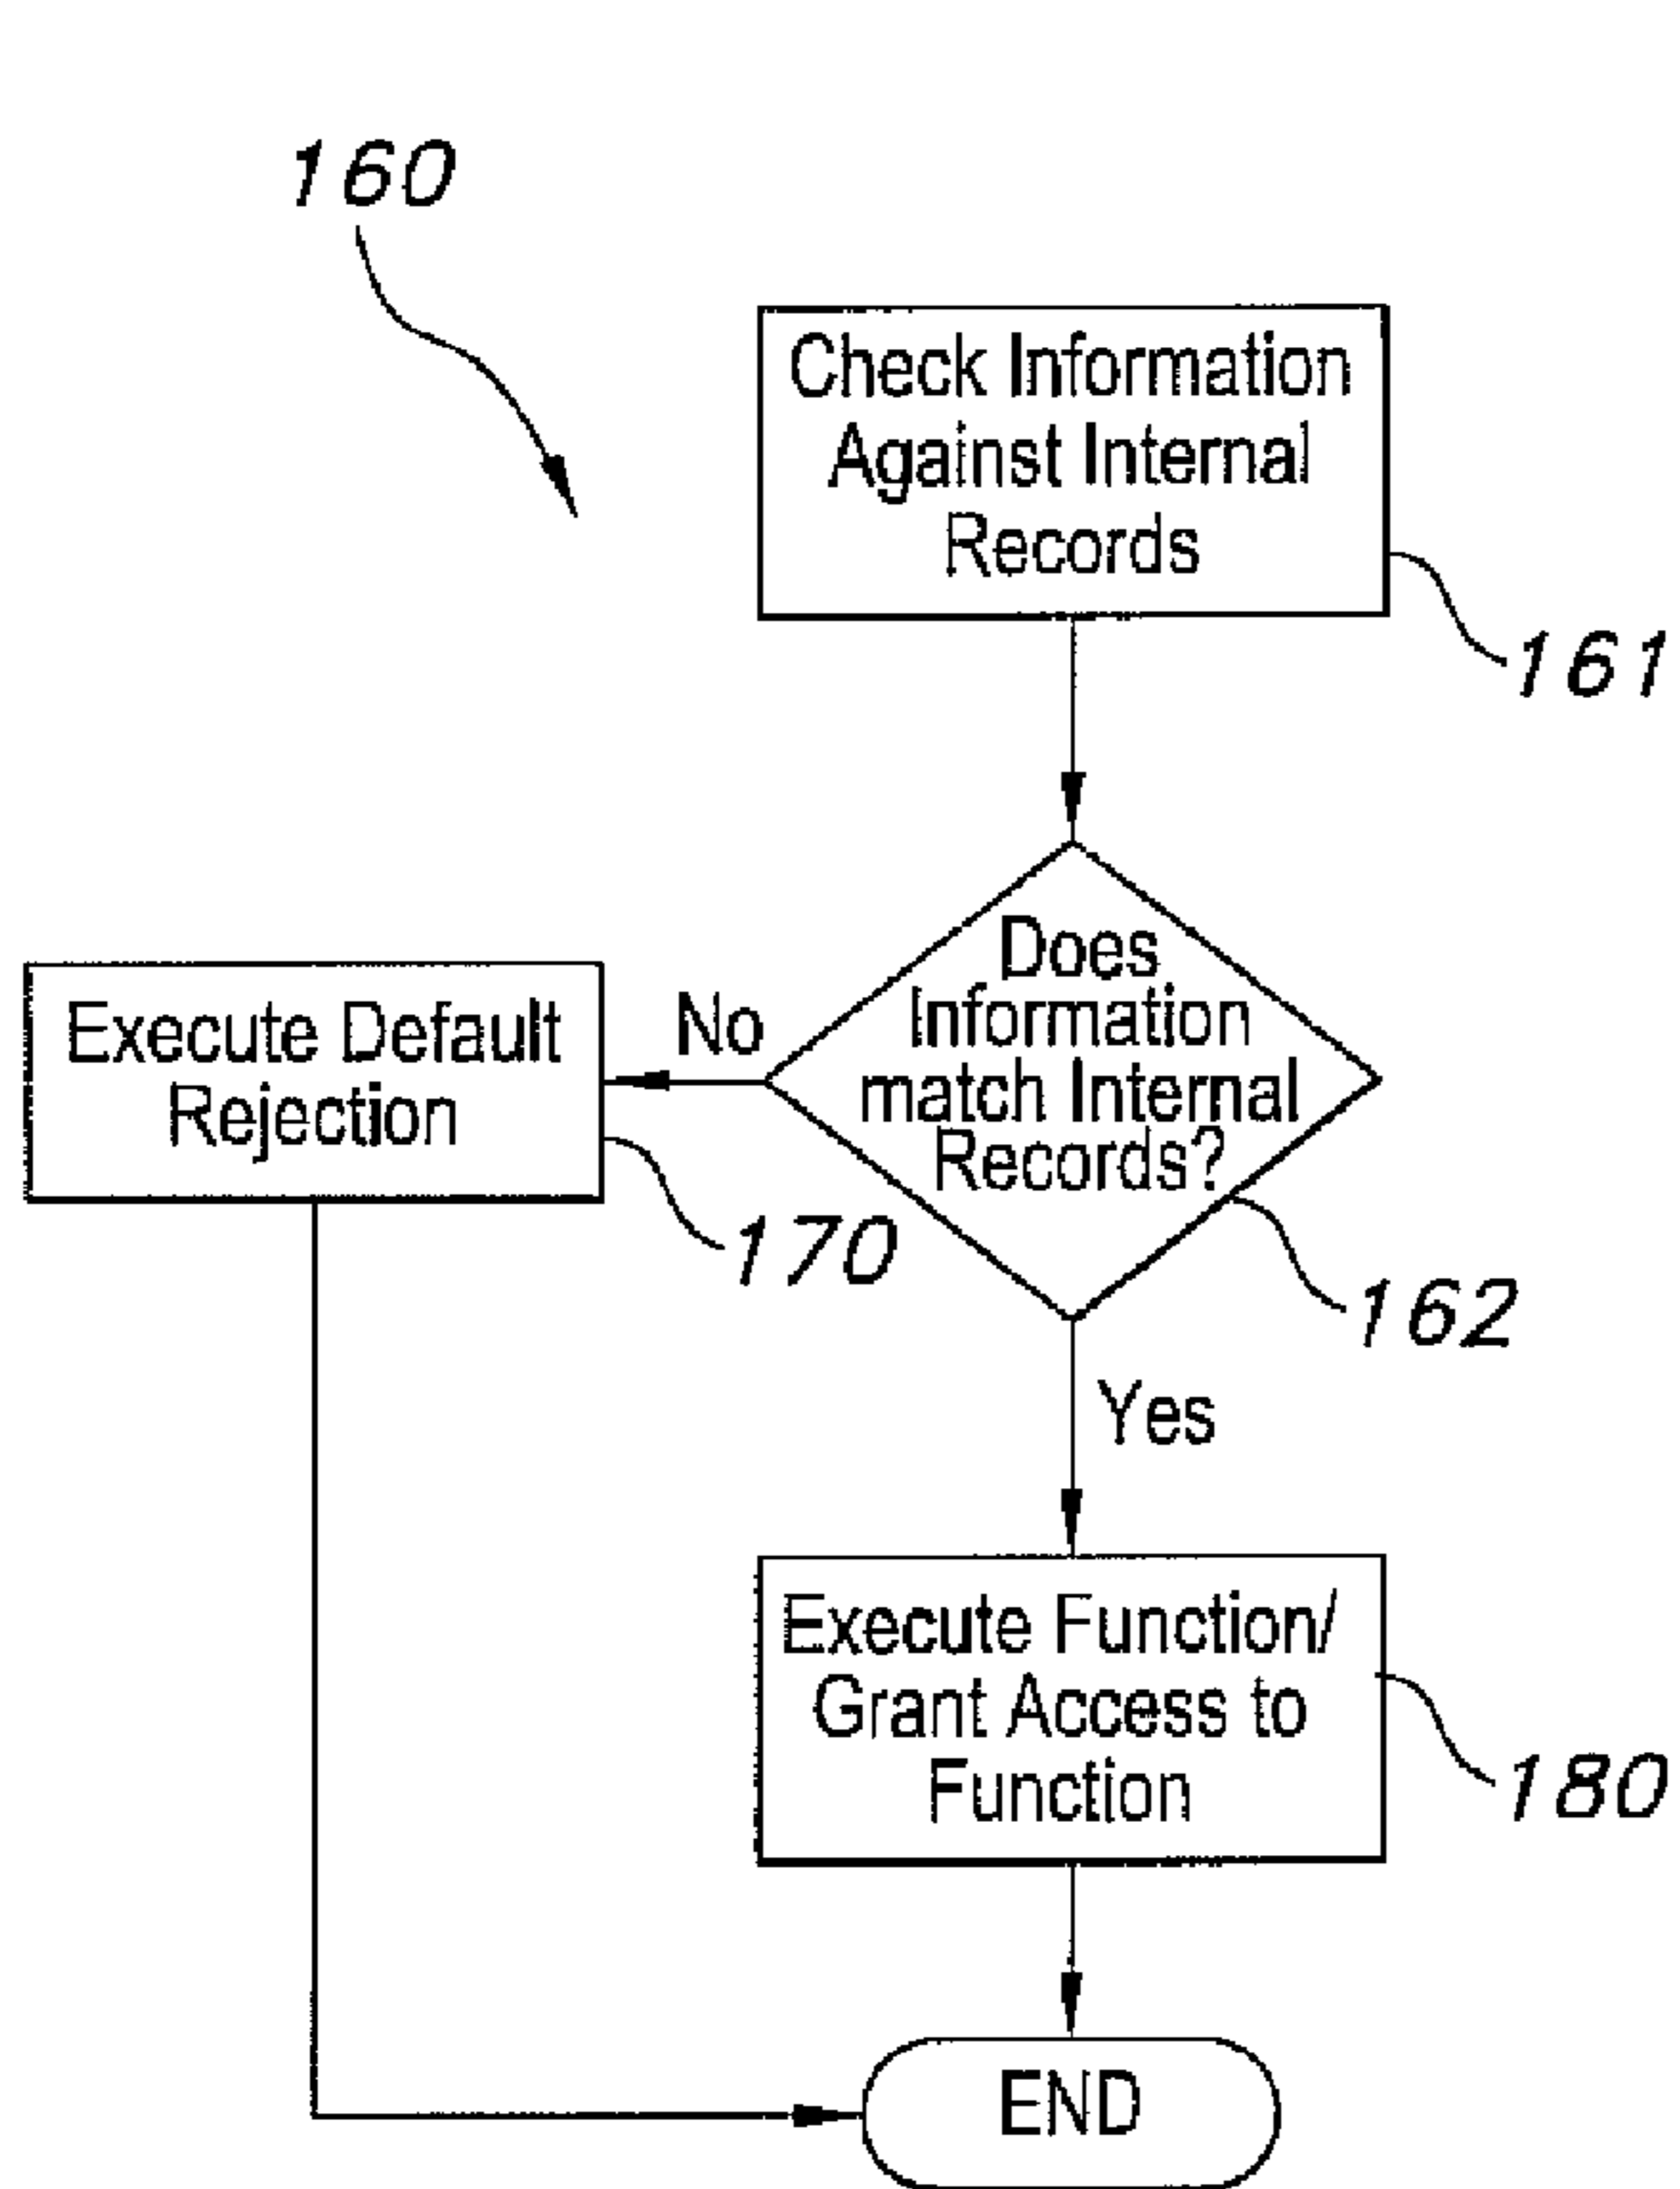 160
Check Information
Against Internal
Records
161
Does
Information
match Internal
Records?
No
Execute Default
Rejection
170
162
Yes
Execute Function/
Grant Access to
Function
180
END